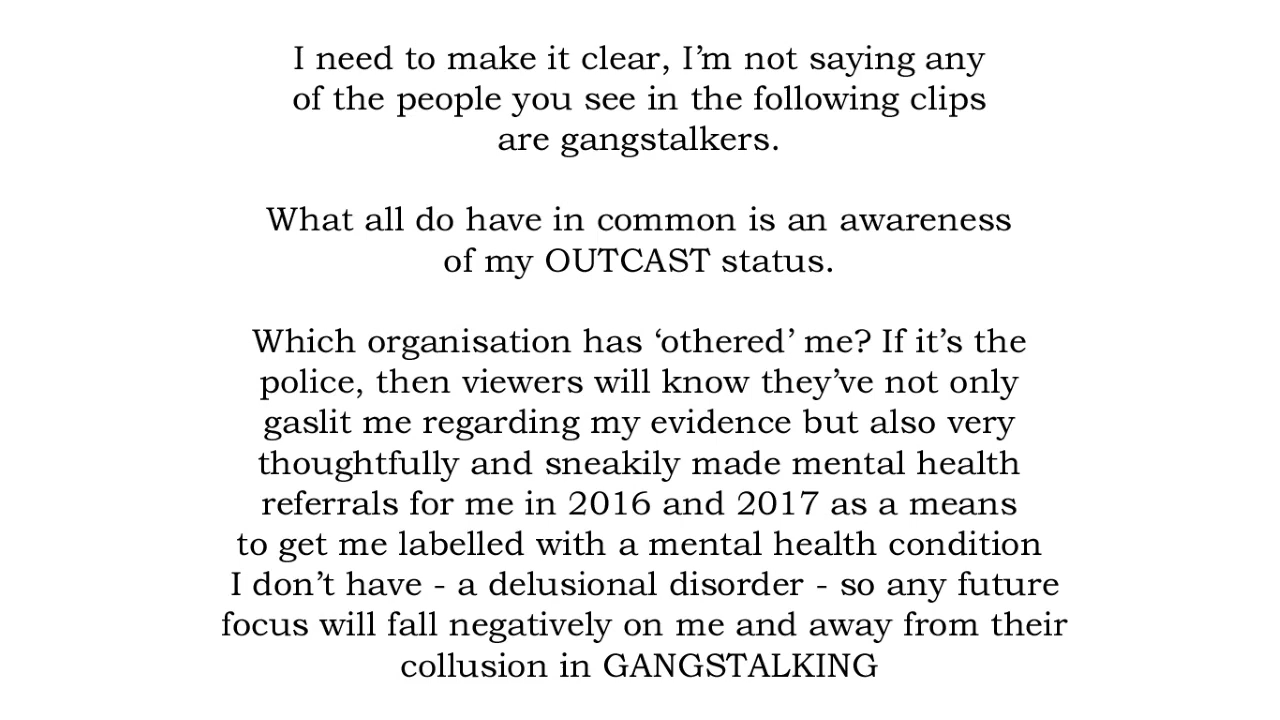 I need to make it clear, I’m not saying any
of the people you see in the following clips
are gangstalkers.
What all do have in common is an awareness
of my OUTCAST status.
Which organisation has ‘othered’ me? If it’s the
police, then viewers will know they’ve not only
gaslit me regarding my evidence but also very
thoughtfully and sneakily made mental health
referrals for me in 2016 and 2017 as a means
to get me labelled with a mental health condition
I don’t have - a delusional disorder - so any future
focus will fall negatively on me and away from their
collusion in GANGSTALKING